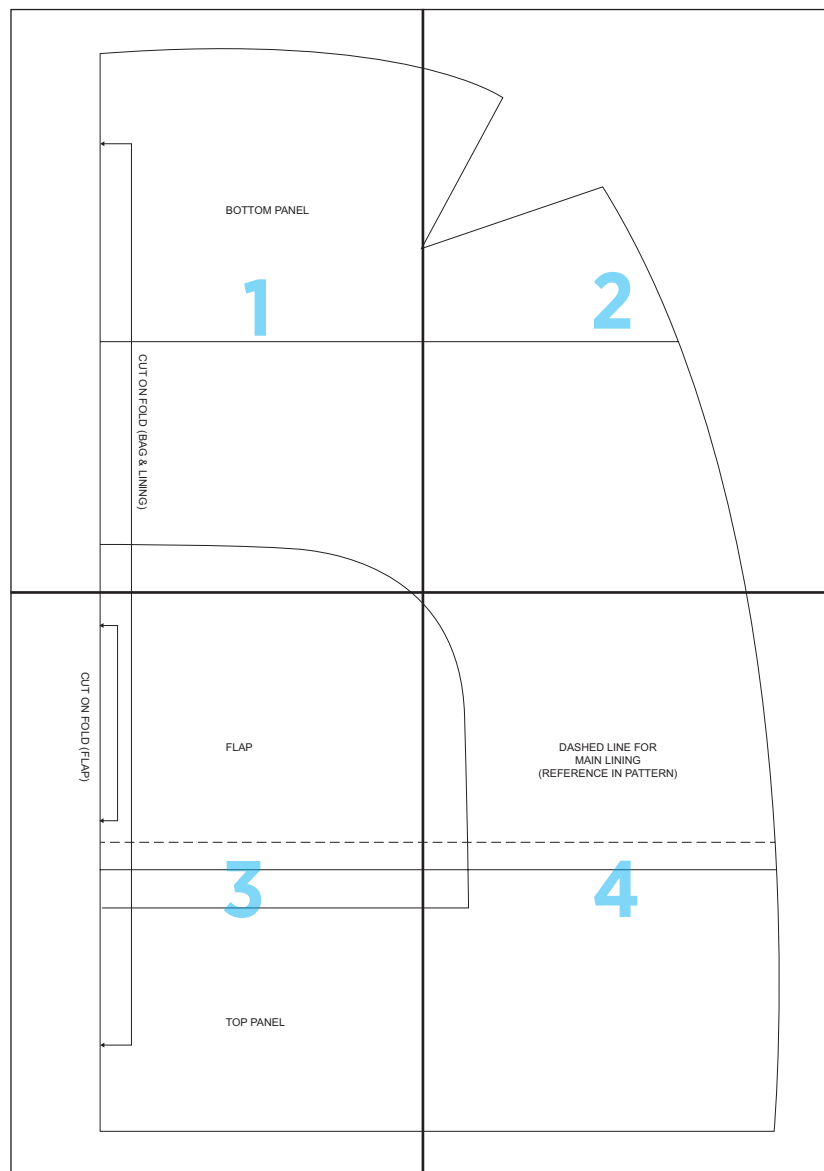 BOTTOM PANEL
1
2
CUT ON FOLD (BAG & LINING)
CUT ON FOLD (FLAP)
FLAP
DASHED LINE FOR
MAIN LINING
(REFERENCE IN PATTERN)
3
4
TOP PANEL